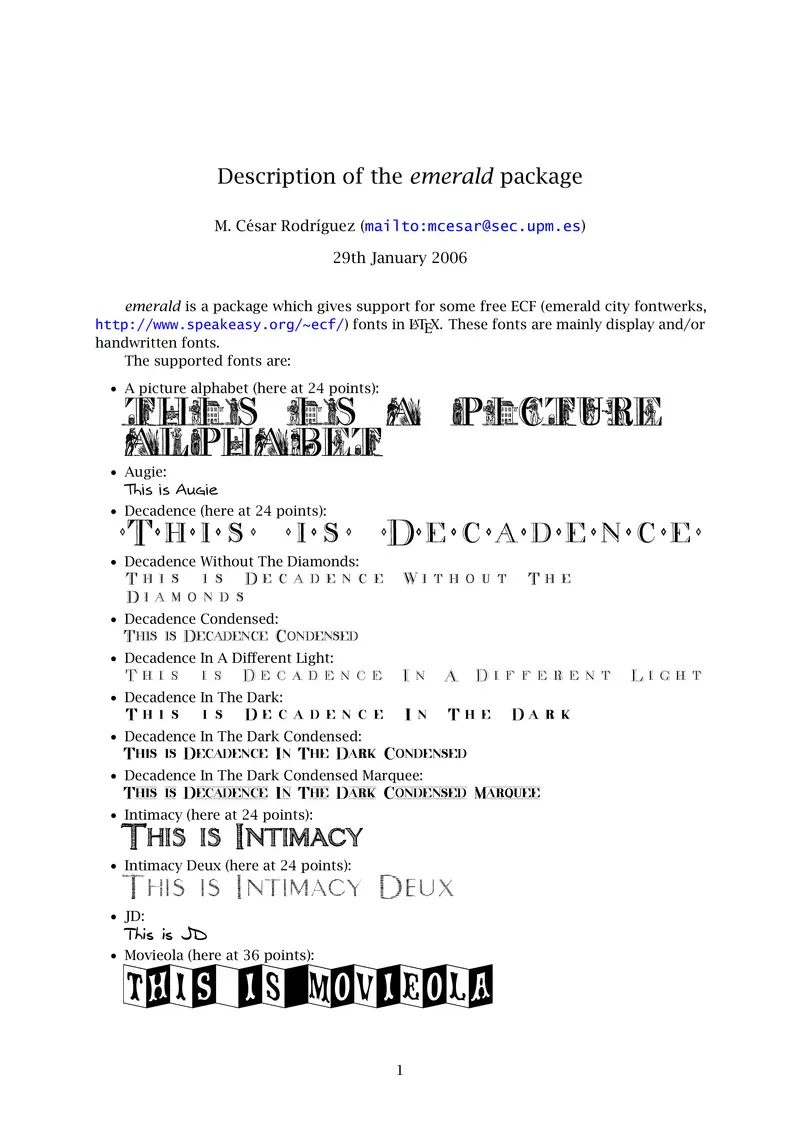 Description of the emerald package
M. César Rodríguez (mailto:mcesar@sec.upm.es)
29th January 2006
emerald is a package which gives support for some free ECF (emerald city fontwerks,
http://www.speakeasy.org/~ecf/) fonts in LATEX. These fonts are mainly display and/or
handwritten fonts.
The supported fonts are:
• A picture alphabet (here at 24 points):
THIS IS A PICTURE
ALPHABET
• Augie:
This is Augie
• Decadence (here at 24 points):
⋄T⋄H⋄I⋄S⋄ ⋄I⋄S⋄ ⋄D⋄E⋄C⋄A⋄D⋄E⋄N⋄C⋄E⋄
• Decadence Without The Diamonds:
This is Decadence Without The
Diamonds
• Decadence Condensed:
This is Decadence Condensed
• Decadence In A Different Light:
This is Decadence In A Different Light
• Decadence In The Dark:
This is Decadence In The Dark
• Decadence In The Dark Condensed:
This is Decadence In The Dark Condensed
• Decadence In The Dark Condensed Marquee:
This is Decadence In The Dark Condensed Marquee
• Intimacy (here at 24 points):
This is Intimacy
• Intimacy Deux (here at 24 points):
This is Intimacy Deux
• JD:
This is JD
• Movieola (here at 36 points):
THIS IS MOVIEOLA
1